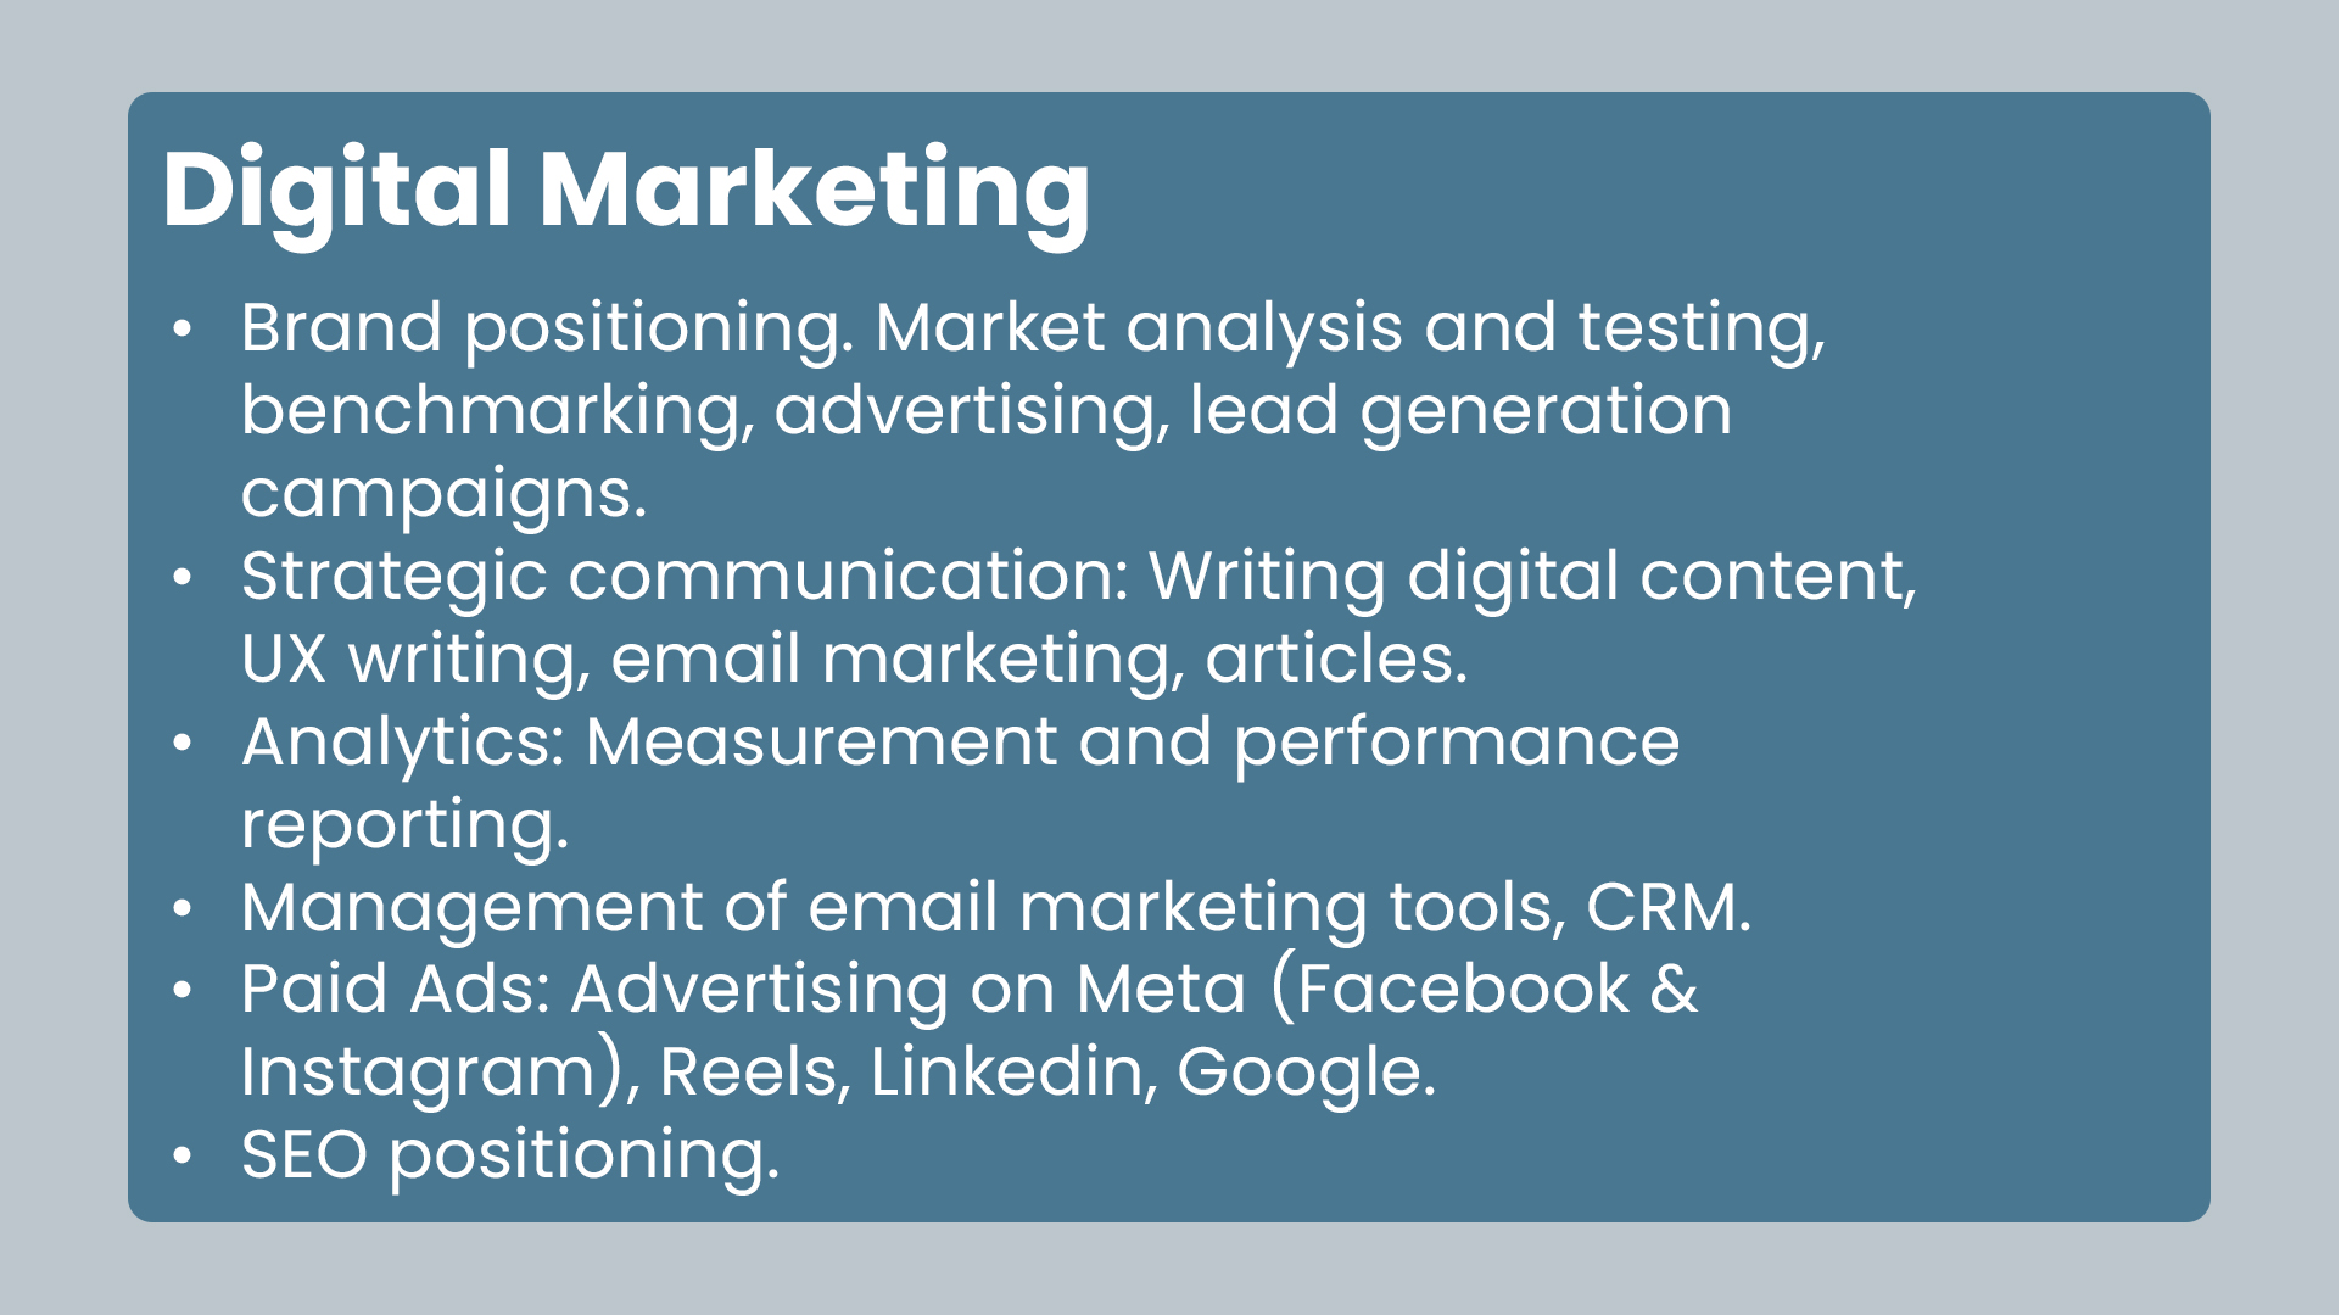 Digital Marketing
• Brand positioning. Market analysis and testing,
benchmarking, advertising, lead generation
campaigns.
• Strategic communication: Writing digital content,
UX writing, email marketing, articles.
• Analytics: Measurement and performance
reporting.
• Management of email marketing tools, CRM.
• Paid Ads: Advertising on Meta (Facebook &
Instagram), Reels, Linkedin, Google.
• SEO positioning.